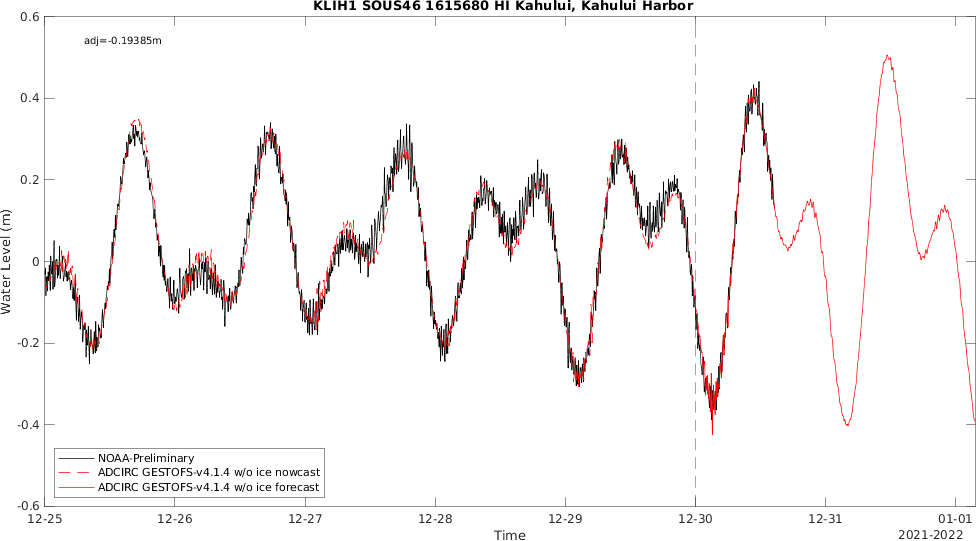 KLIH1 SOUS46 1615680 HI Kahului, Kahului Harbor
adj=-0.19385m
0.6
0.4
0.2
0
-0.2
-0.4
-0.6
Water Level (m)
NOAA-Preliminary
ADCIRC GESTOFS-v4.1.4 w/o ice nowcast
ADCIRC GESTOFS-v4.1.4 w/o ice forecast
12-25 12-26 12-27 12-28 12-29 12-30 12-31 01-01
Time
2021-2022